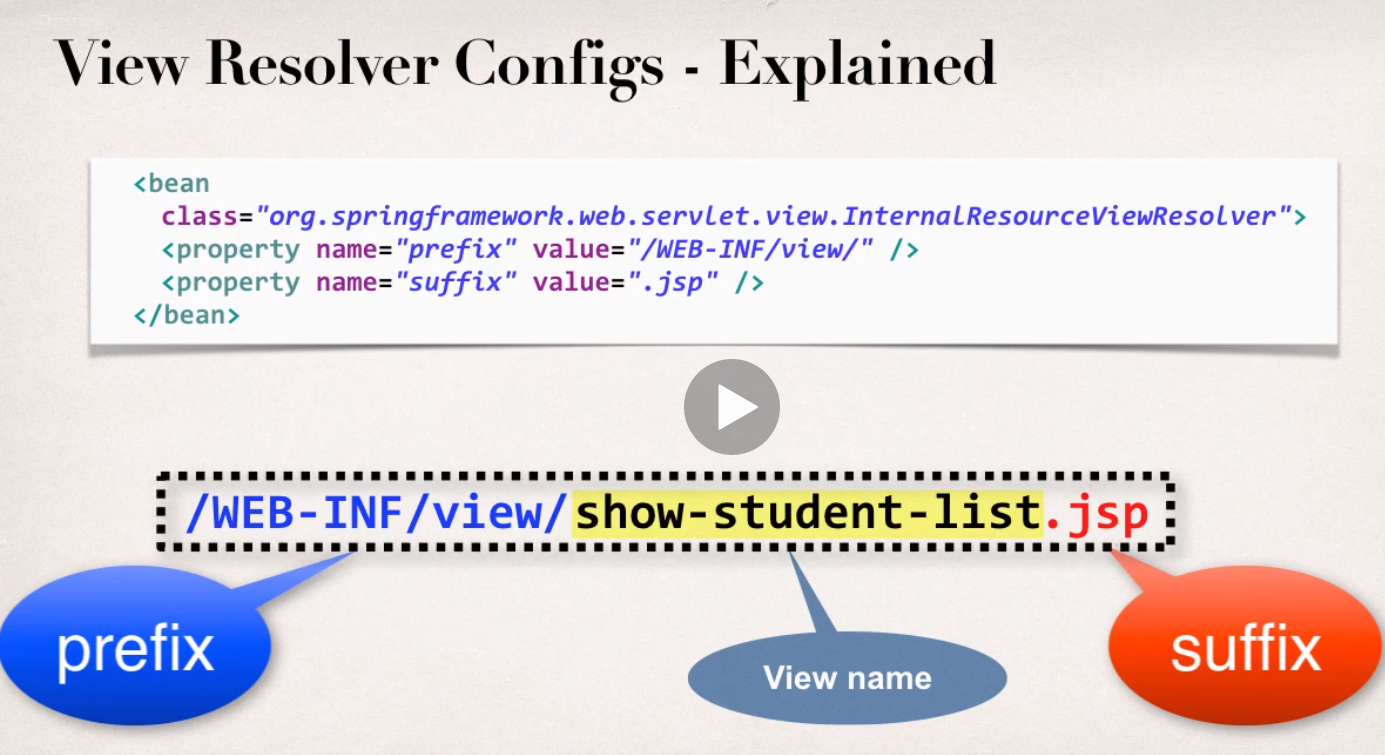 View Resolver Configs - Explained
<bean
class="org.springframework.web.servlet.view.InternalResourceViewResolver">
<property name="prefix" value="/WEB-INF/view/" />
<property name="suffix" value=".jsp" />
</bean>
/WEB-INF/view/show-student-list.jsp
prefix
View name
suffix